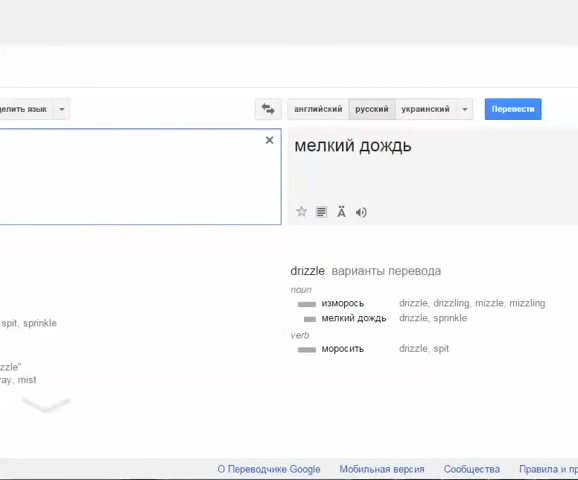 делить язык английский русский украинский Перевести
мелкий дождь
Ä
drizzle: варианты перевода
noun
изморось drizzle, drizzling, mizzle, mizzling
мелкий дождь drizzle, sprinkle
spit, sprinkle
verb
моросить drizzle, spit
zzle"
ray, mist
О Переводчике Google Мобильная версия Сообщества Правила и пр